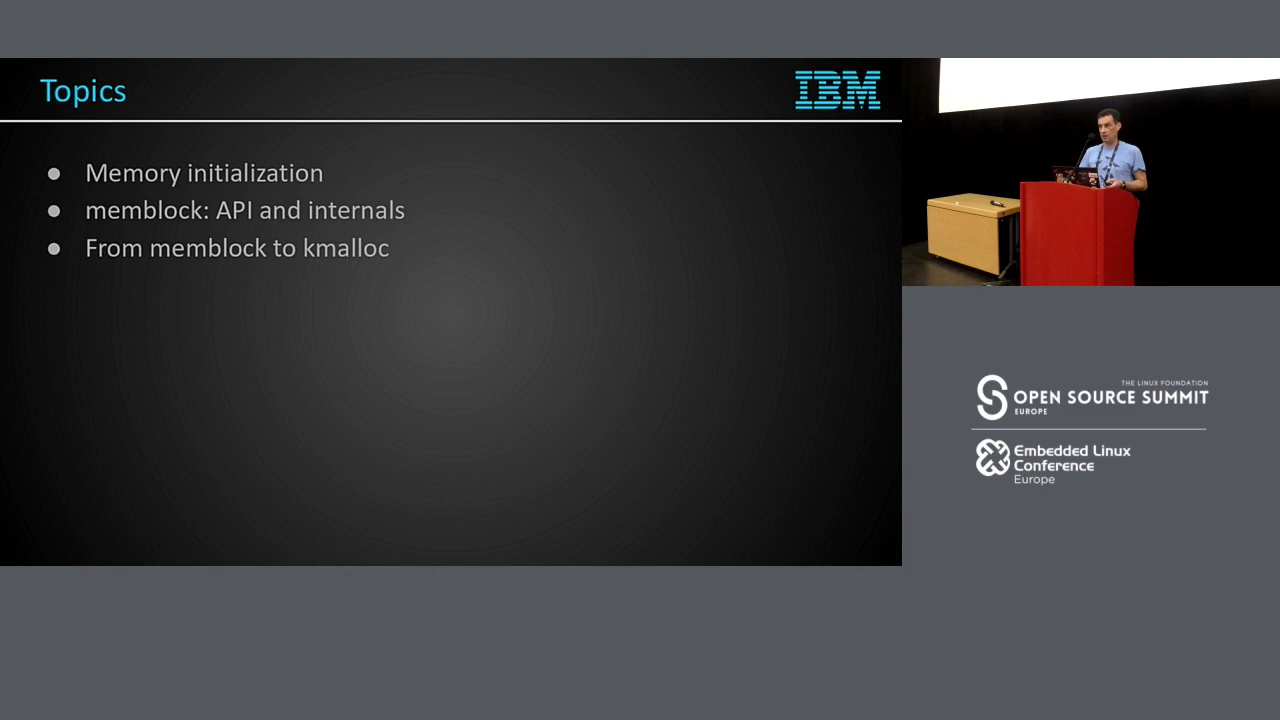 Topics
IBM
Memory initialization
memblock: API and internals
From memblock to kmalloc
THE LINUX FOUNDATION
OPEN SOURCE SUMMIT
EUROPE
Embedded Linux
Conference
Europe